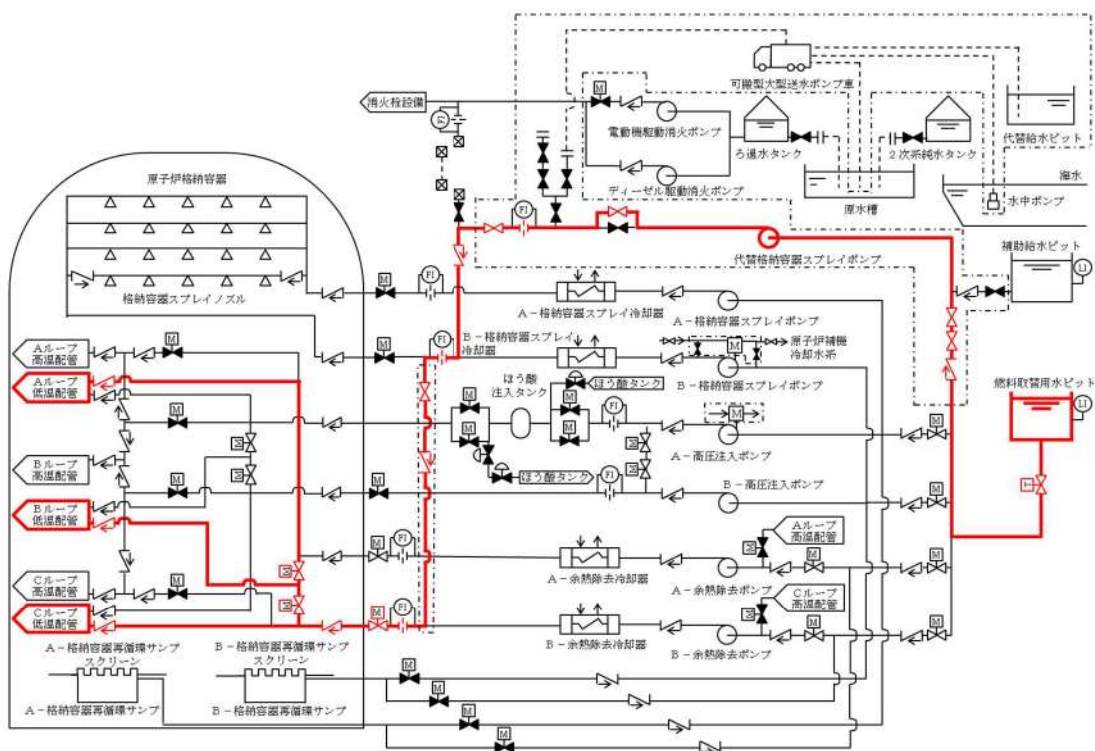 消火栓設備
FI
M
電動機駆動消火ポンプ
ディーゼル駆動消火ポンプ
可搬型大型送水ポンプ車
ろ過水タンク
2次系純水タンク
代替給水ピット
原水槽
海水
水中ポンプ
原子炉格納容器
FI
代替格納容器スプレイポンプ
補助給水ピット
LI
格納容器スプレイノズル
M
FI
A-格納容器スプレイ冷却器
A-格納容器スプレイポンプ
B-格納容器スプレイ
冷却器
M
FI
M
原子炉補機
冷却水系
B-格納容器スプレイポンプ
Aループ
高温配管
M
Aループ
低温配管
ほう酸
注入タンク
ほう酸タンク
燃料取替用水ピット
LI
M
M
M
M
M
FI
M
A-高圧注入ポンプ
M
Bループ
高温配管
M
M
M
M
ほう酸タンク
T
Bループ
低温配管
M
M
FI
B-高圧注入ポンプ
M
Aループ
高温配管
M
FI
M
M
M
M
A-余熱除去冷却器
A-余熱除去ポンプ
Cループ
高温配管
M
Cループ
高温配管
Cループ
低温配管
M
M
FI
M
M
M
B-余熱除去冷却器
B-余熱除去ポンプ
A-格納容器再循環サンプ
スクリーン
B-格納容器再循環サンプ
スクリーン
M
M
A-格納容器再循環サンプ
B-格納容器再循環サンプ
M
M